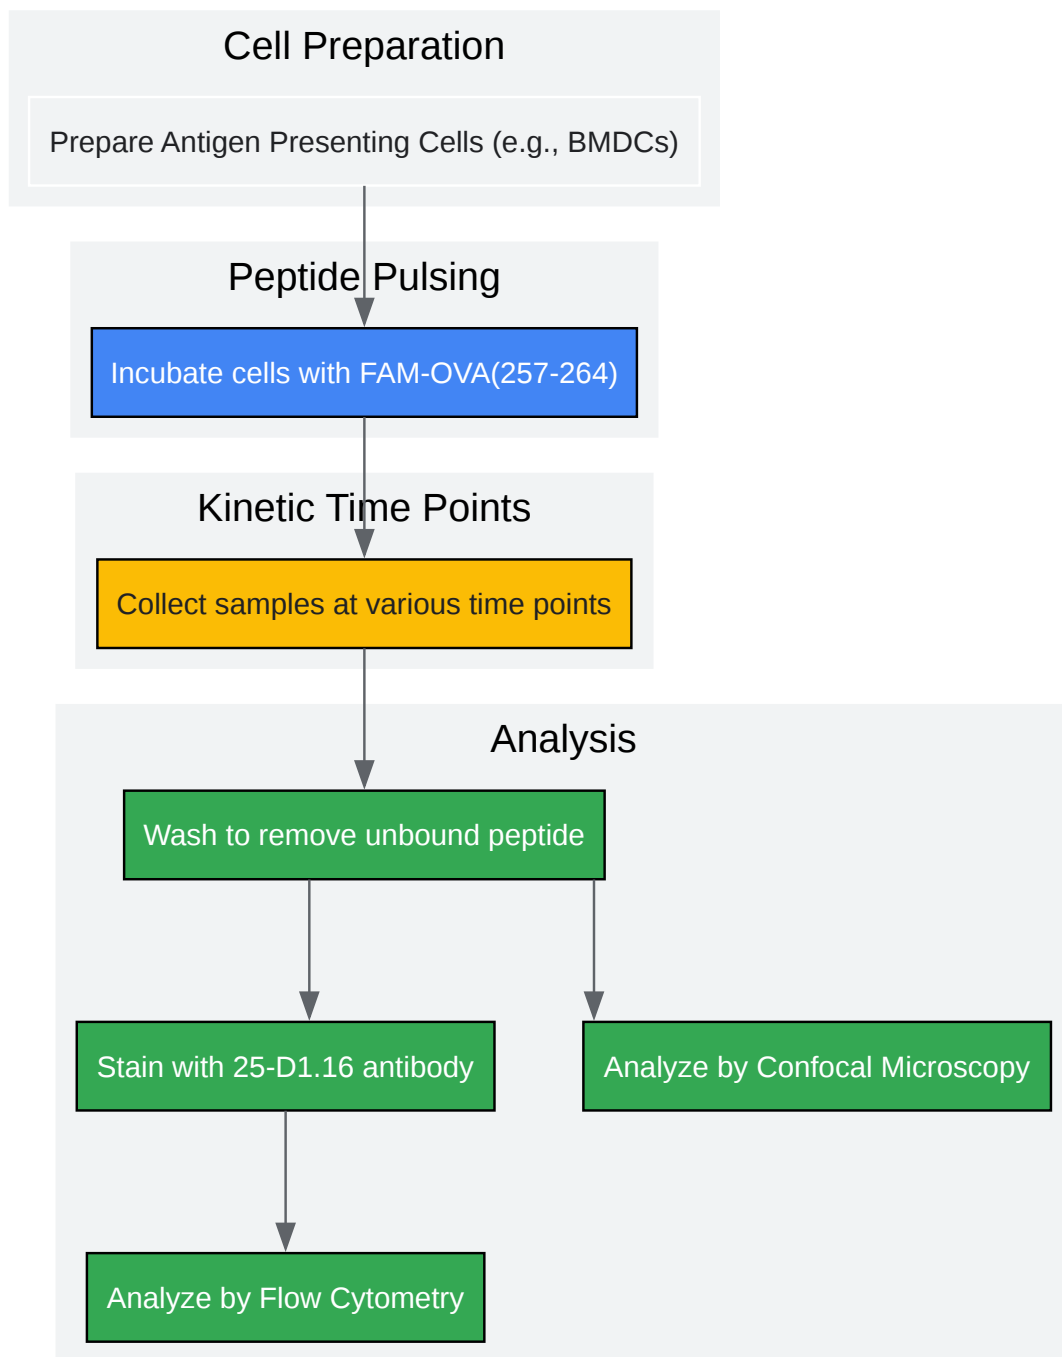 Cell Preparation
Prepare Antigen Presenting Cells (e.g., BMDCs)
Peptide Pulsing
Incubate cells with FAM-OVA(257-264)
Kinetic Time Points
Collect samples at various time points
Analysis
Wash to remove unbound peptide
Stain with 25-D1.16 antibody
Analyze by Confocal Microscopy
Analyze by Flow Cytometry